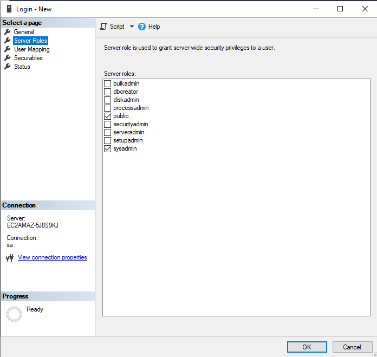 Login - New
Select a page
General
Server Roles
User Mapping
Securables
Status
Script
Help
Server role is used to grant server-wide security privileges to a user.
Server roles:
bulkadmin
dbcreator
diskadmin
processadmin
public
securityadmin
serveradmin
setupadmin
sysadmin
Connection
Server:
Connection:
sa
View connection properties
Progress
Ready
OK
Cancel